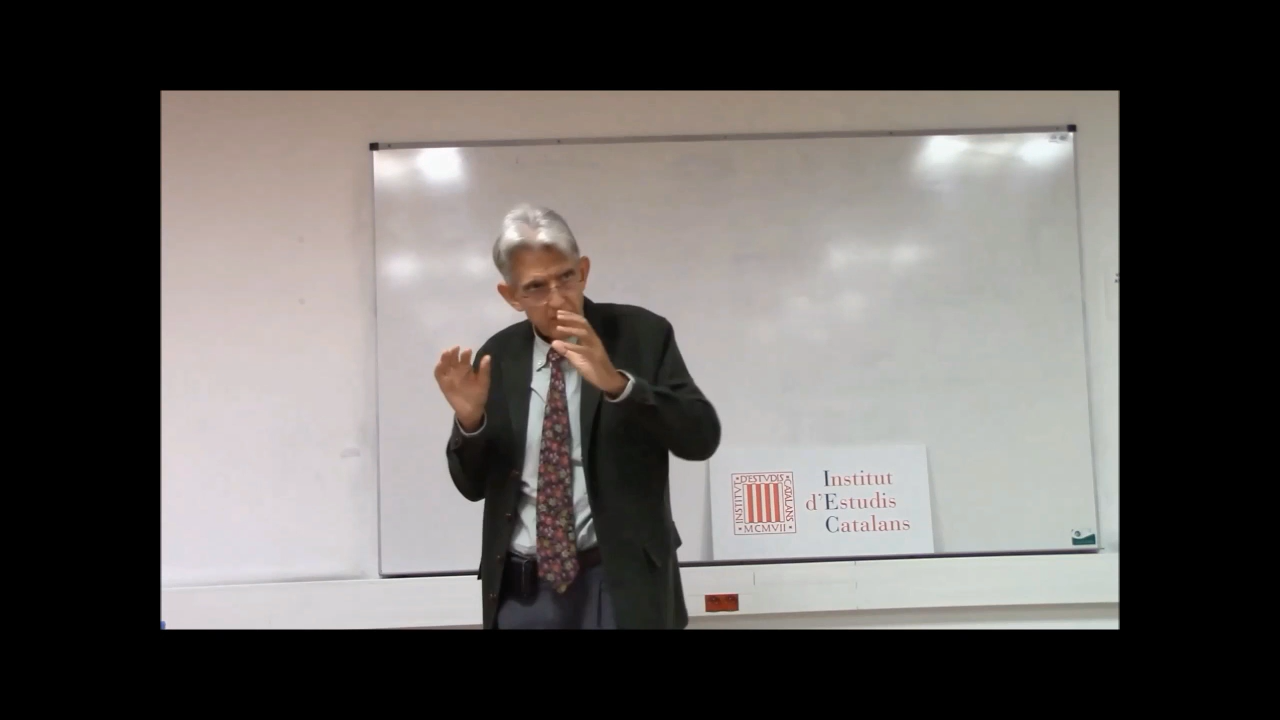 INSTITVT
D'ESTVDIS
CATALANS
MCMVII
Institut
d'Estudis
Catalans